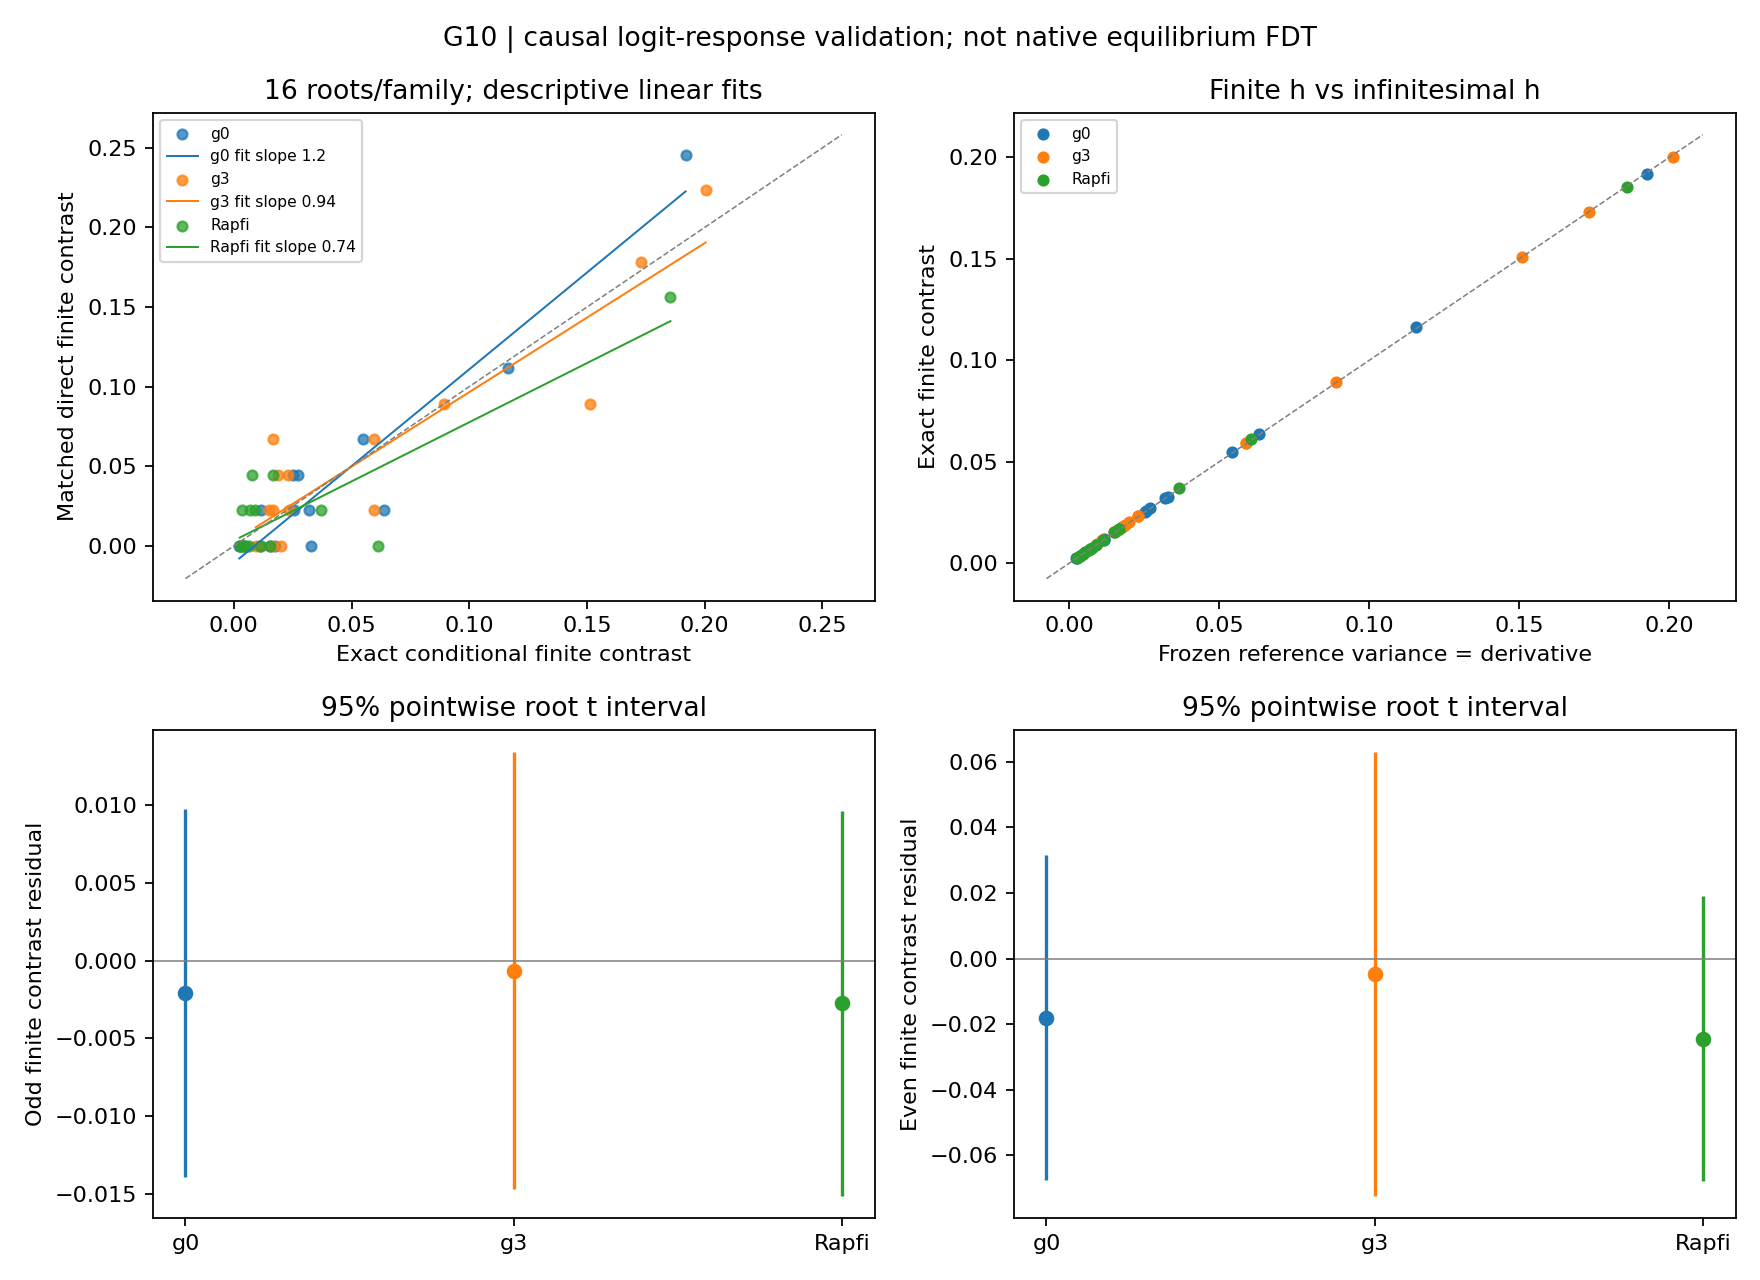 G10 | causal logit-response validation; not native equilibrium FDT
16 roots/family; descriptive linear fits
g0
g0 fit slope 1.2
g3
g3 fit slope 0.94
Rapfi
Rapfi fit slope 0.74
0.25
0.20
0.15
0.10
0.05
0.00
Matched direct finite contrast
0.00
0.05
0.10
0.15
0.20
0.25
Exact conditional finite contrast
Finite h vs infinitesimal h
g0
g3
Rapfi
0.20
0.15
0.10
0.05
0.00
Exact finite contrast
0.00
0.05
0.10
0.15
0.20
Frozen reference variance = derivative
95% pointwise root t interval
0.010
0.005
0.000
−0.005
−0.010
−0.015
Odd finite contrast residual
g0
g3
Rapfi
95% pointwise root t interval
0.06
0.04
0.02
0.00
−0.02
−0.04
−0.06
Even finite contrast residual
g0
g3
Rapfi